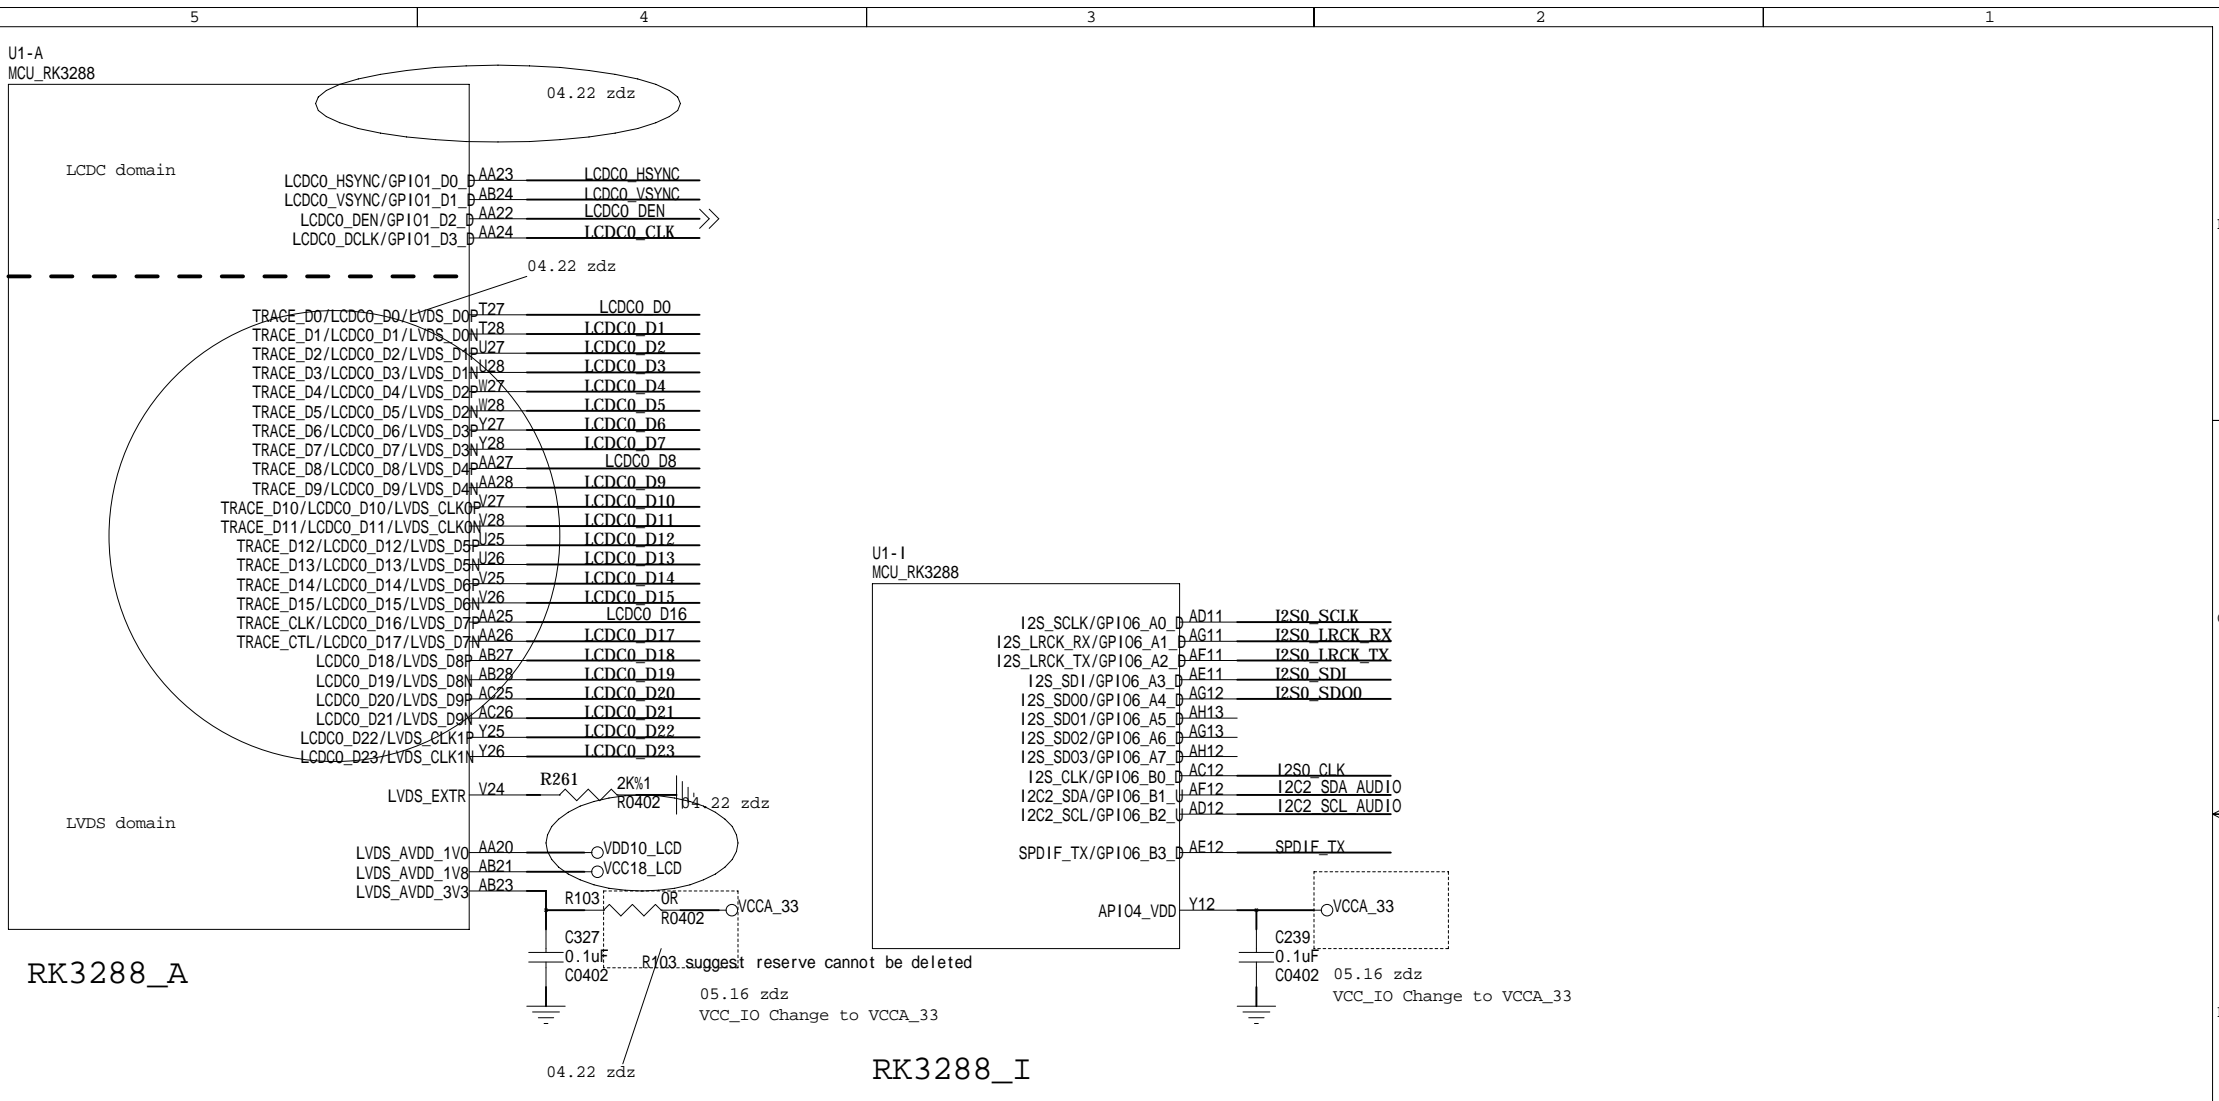 5 4 3 2 1
U1-A
MCU_RK3288
04.22 zdz
LCDC domain
LCDC0_HSYNC/GPIO1_D0_D AA23 LCDC0_HSYNC
LCDC0_VSYNC/GPIO1_D1_D AB24 LCDC0_VSYNC
LCDC0_DEN/GPIO1_D2_D AA22 LCDC0_DEN
LCDC0_DCLK/GPIO1_D3_D AA24 LCDC0_CLK
04.22 zdz
TRACE_D0/LCDC0_D0/LVDS_D0P T27 LCDC0_D0
TRACE_D1/LCDC0_D1/LVDS_D0N T28 LCDC0_D1
TRACE_D2/LCDC0_D2/LVDS_D1P U27 LCDC0_D2
TRACE_D3/LCDC0_D3/LVDS_D1N U28 LCDC0_D3
TRACE_D4/LCDC0_D4/LVDS_D2P W27 LCDC0_D4
TRACE_D5/LCDC0_D5/LVDS_D2N W28 LCDC0_D5
TRACE_D6/LCDC0_D6/LVDS_D3P Y27 LCDC0_D6
TRACE_D7/LCDC0_D7/LVDS_D3N Y28 LCDC0_D7
TRACE_D8/LCDC0_D8/LVDS_D4P AA27 LCDC0_D8
TRACE_D9/LCDC0_D9/LVDS_D4N AA28 LCDC0_D9
TRACE_D10/LCDC0_D10/LVDS_CLK0P V27 LCDC0_D10
TRACE_D11/LCDC0_D11/LVDS_CLK0N V28 LCDC0_D11
TRACE_D12/LCDC0_D12/LVDS_D5P U25 LCDC0_D12
TRACE_D13/LCDC0_D13/LVDS_D5N U26 LCDC0_D13
TRACE_D14/LCDC0_D14/LVDS_D6P V25 LCDC0_D14
TRACE_D15/LCDC0_D15/LVDS_D6N V26 LCDC0_D15
TRACE_CLK/LCDC0_D16/LVDS_D7P AA25 LCDC0_D16
TRACE_CTL/LCDC0_D17/LVDS_D7N AA26 LCDC0_D17
LCDC0_D18/LVDS_D8P AB27 LCDC0_D18
LCDC0_D19/LVDS_D8N AB28 LCDC0_D19
LCDC0_D20/LVDS_D9P AC25 LCDC0_D20
LCDC0_D21/LVDS_D9N AC26 LCDC0_D21
LCDC0_D22/LVDS_CLK1P Y25 LCDC0_D22
LCDC0_D23/LVDS_CLK1N Y26 LCDC0_D23
LVDS_EXTR V24 R261 2K%1
R0402 04.22 zdz
LVDS domain
LVDS_AVDD_1V0 AA20 VDD10_LCD
LVDS_AVDD_1V8 AB21 VCC18_LCD
LVDS_AVDD_3V3 AB23
R103 0R VCCA_33
R0402
C327
0.1uF
C0402
R103 suggest reserve cannot be deleted
05.16 zdz
VCC_IO Change to VCCA_33
04.22 zdz
RK3288_A
U1-I
MCU_RK3288
I2S_SCLK/GPIO6_A0_D AD11 I2S0_SCLK
I2S_LRCK_RX/GPIO6_A1_D AG11 I2S0_LRCK_RX
I2S_LRCK_TX/GPIO6_A2_D AF11 I2S0_LRCK_TX
I2S_SDI/GPIO6_A3_D AE11 I2S0_SDI
I2S_SDO0/GPIO6_A4_D AG12 I2S0_SDO0
I2S_SDO1/GPIO6_A5_D AH13
I2S_SDO2/GPIO6_A6_D AG13
I2S_SDO3/GPIO6_A7_D AH12
I2S_CLK/GPIO6_B0_D AC12 I2S0_CLK
I2C2_SDA/GPIO6_B1_U AF12 I2C2_SDA_AUDIO
I2C2_SCL/GPIO6_B2_U AD12 I2C2_SCL_AUDIO
SPDIF_TX/GPIO6_B3_D AE12 SPDIF_TX
APIO4_VDD Y12 VCCA_33
C239
0.1uF
C0402
05.16 zdz
VCC_IO Change to VCCA_33
RK3288_I